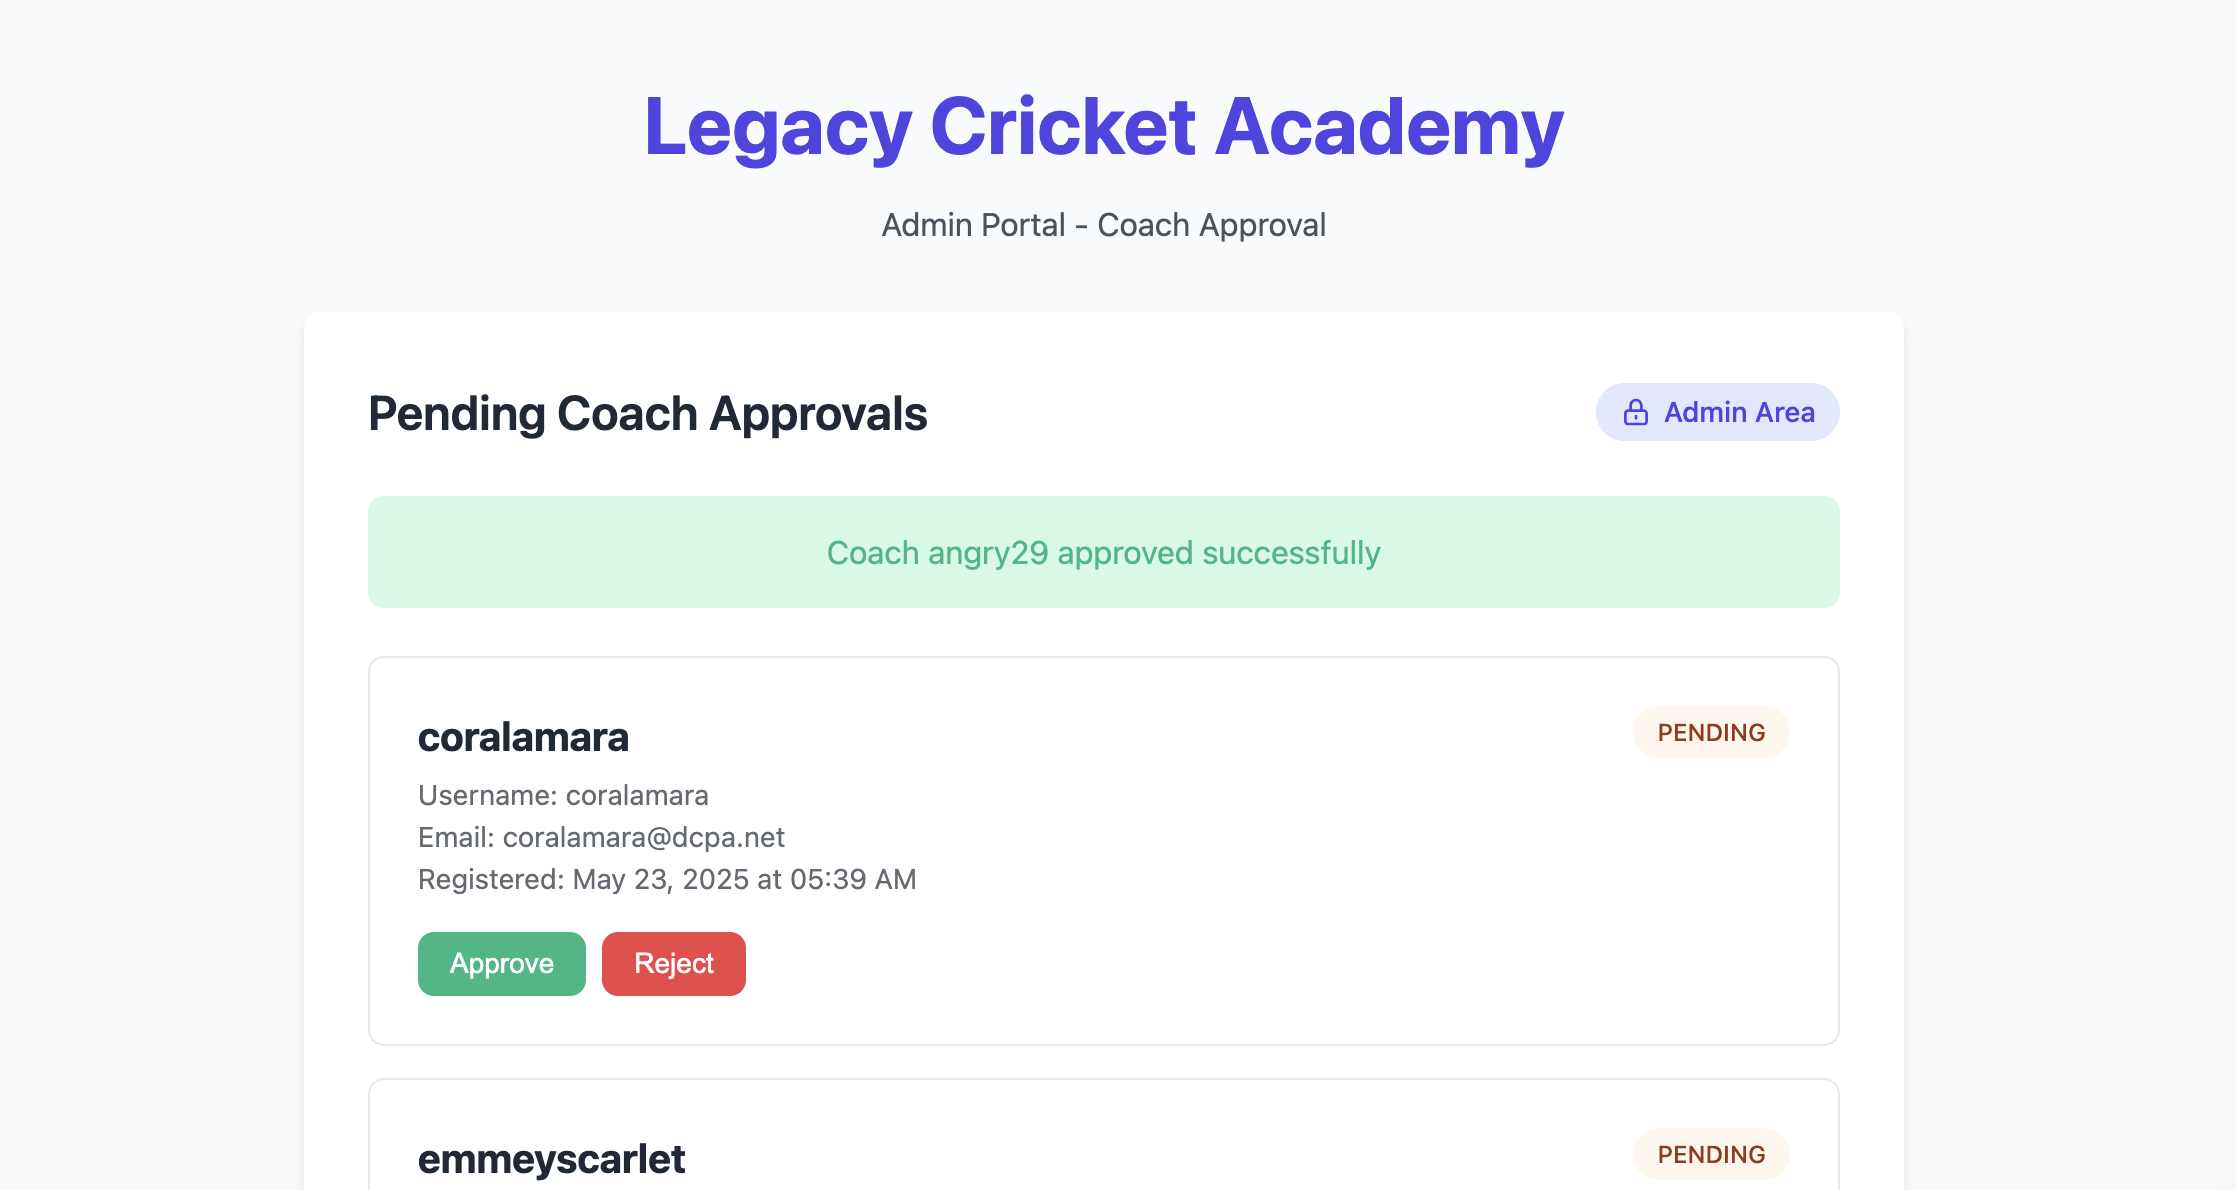 Legacy Cricket Academy
Admin Portal - Coach Approval
Pending Coach Approvals
Admin Area
Coach angry29 approved successfully
coralamara
PENDING
Username: coralamara
Email: coralamara@dcpa.net
Registered: May 23, 2025 at 05:39 AM
Approve
Reject
emmeyscarlet
PENDING